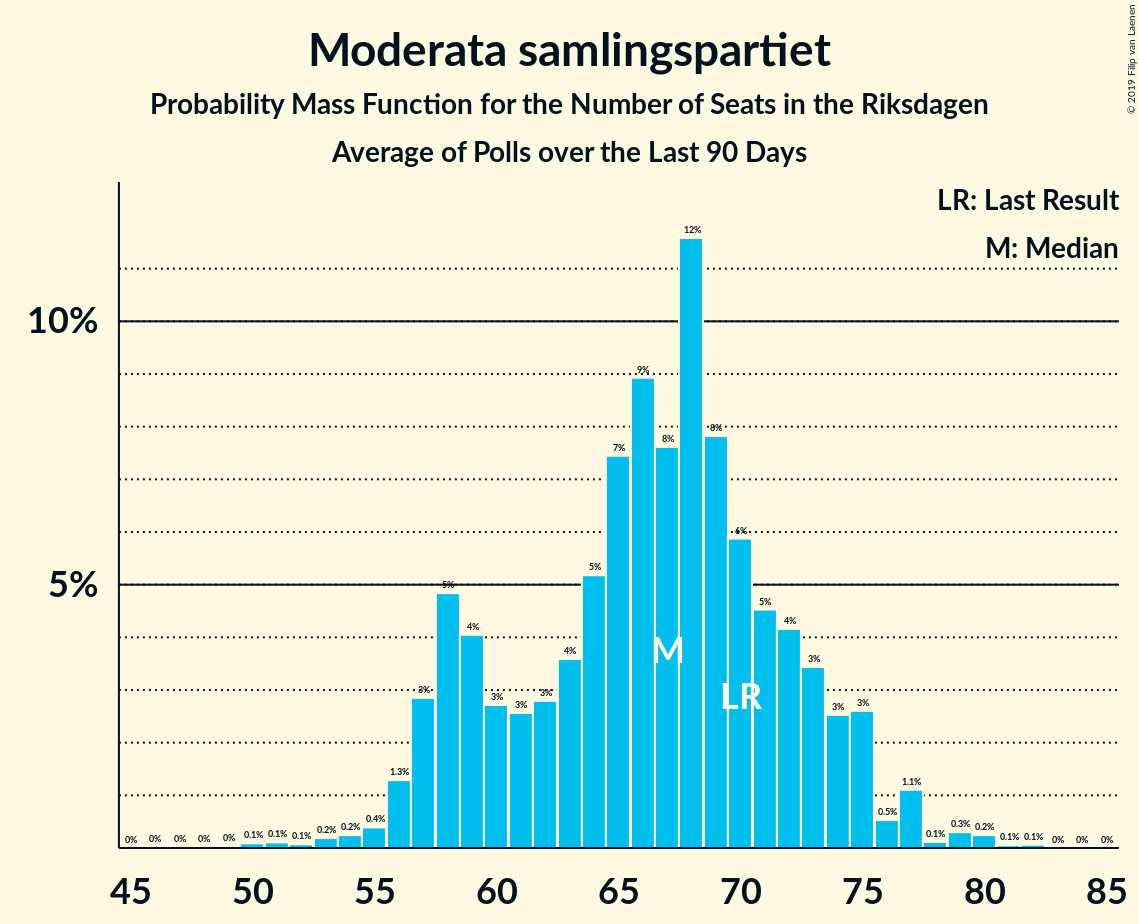 Moderata samlingspartiet
Probability Mass Function for the Number of Seats in the Riksdagen
Average of Polls over the Last 90 Days
© 2019 Filip van Laenen
LR: Last Result
M: Median
10%
5%
0% 0% 0% 0% 0% 0.1% 0.1% 0.1% 0.2% 0.2% 0.4% 1.3% 3% 5% 4% 3% 3% 3% 4% 5% 7% 9% 8% 12% 8% 6% 5% 4% 3% 3% 3% 0.5% 1.1% 0.1% 0.3% 0.2% 0.1% 0.1% 0% 0% 0%
M
LR
45 50 55 60 65 70 75 80 85